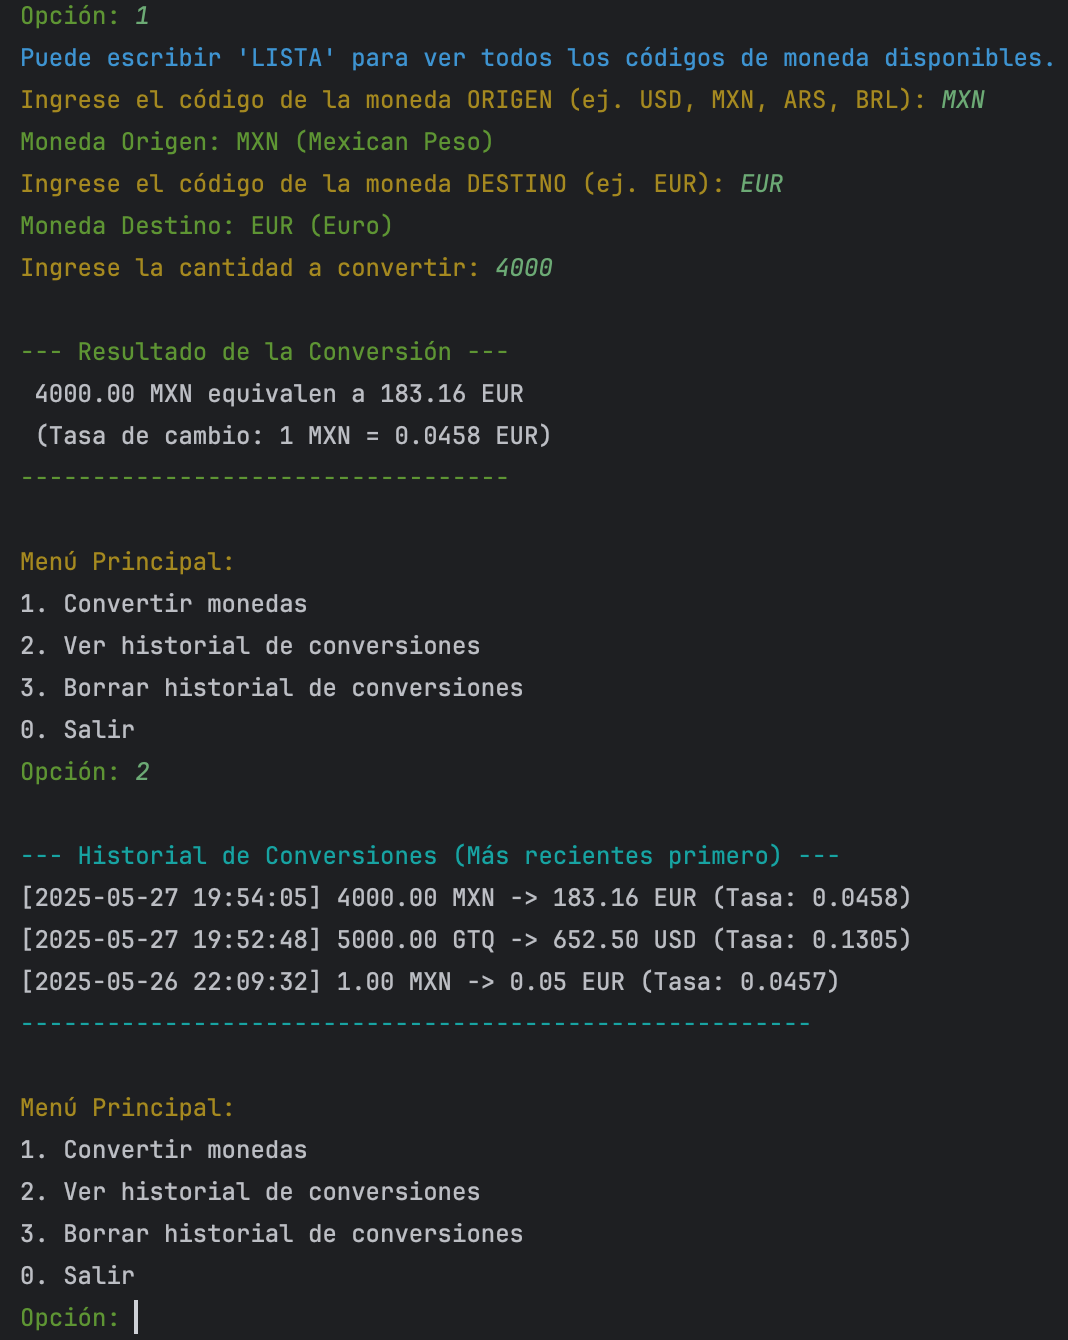 Opción: 1
Puede escribir 'LISTA' para ver todos los códigos de moneda disponibles.
Ingrese el código de la moneda ORIGEN (ej. USD, MXN, ARS, BRL): MXN
Moneda Origen: MXN (Mexican Peso)
Ingrese el código de la moneda DESTINO (ej. EUR): EUR
Moneda Destino: EUR (Euro)
Ingrese la cantidad a convertir: 4000
--- Resultado de la Conversión ---
4000.00 MXN equivalen a 183.16 EUR
(Tasa de cambio: 1 MXN = 0.0458 EUR)
----------------------------------
Menú Principal:
1. Convertir monedas
2. Ver historial de conversiones
3. Borrar historial de conversiones
0. Salir
Opción: 2
--- Historial de Conversiones (Más recientes primero) ---
[2025-05-27 19:54:05] 4000.00 MXN -> 183.16 EUR (Tasa: 0.0458)
[2025-05-27 19:52:48] 5000.00 GTQ -> 652.50 USD (Tasa: 0.1305)
[2025-05-26 22:09:32] 1.00 MXN -> 0.05 EUR (Tasa: 0.0457)
-------------------------------------------------------
Menú Principal:
1. Convertir monedas
2. Ver historial de conversiones
3. Borrar historial de conversiones
0. Salir
Opción: